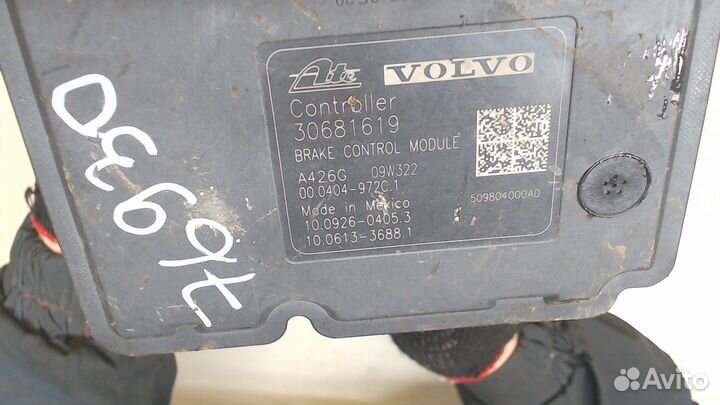 Ate VOLVO
Controller
30681619
BRAKE CONTROL MODULE
A426G 09W322
00.0404-972C.1
Made in Mexico
10.0926-0405.3
10.0613-3688.1
509804000AD
Avito